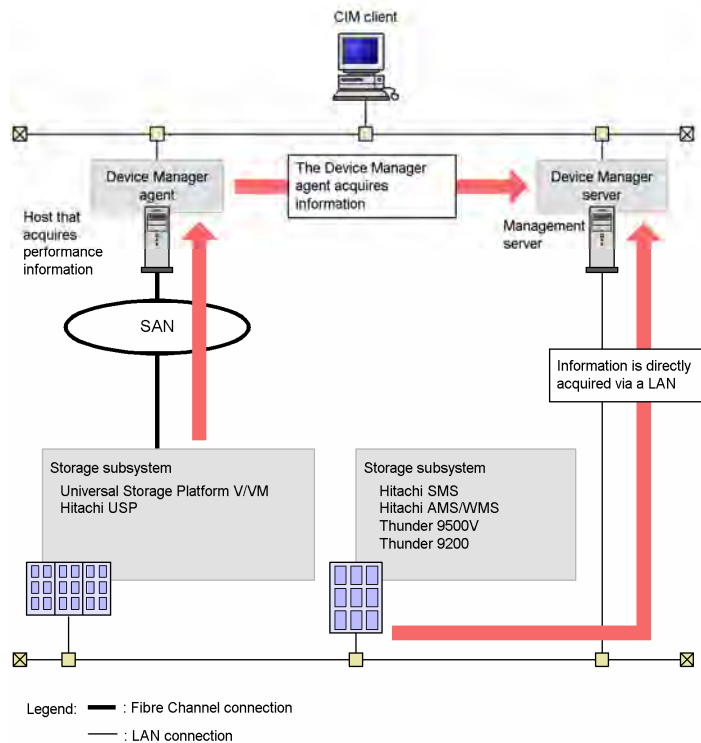 CIM client
Device Manager
agent
The Device Manager
agent acquires
information
Device Manager
server
Host that
acquires
performance
information
Management
server
SAN
Information is directly
acquired via a LAN
Storage subsystem
Universal Storage Platform V/VM
Hitachi USP
Storage subsystem
Hitachi SMS
Hitachi AMS/WMS
Thunder 9500V
Thunder 9200
Legend: : Fibre Channel connection
: LAN connection